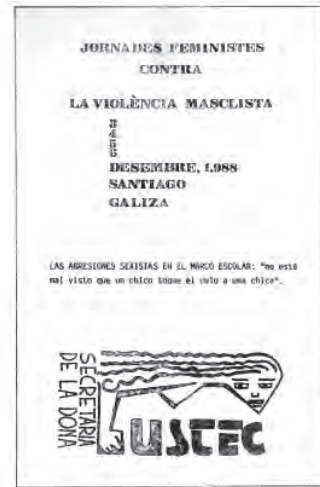 JORNADES FEMINISTES
CONTRA
LA VIOLÈNCIA MASCLISTA
DESEMBRE, 1.988
SANTIAGO
GALIZA
LAS AGRESIONES SEXISTAS EN EL MARCO ESCOLAR: "no está
mal visto que un chico toque el culo a una chica".
SECRETARIA
DE LA DONA
USTEC